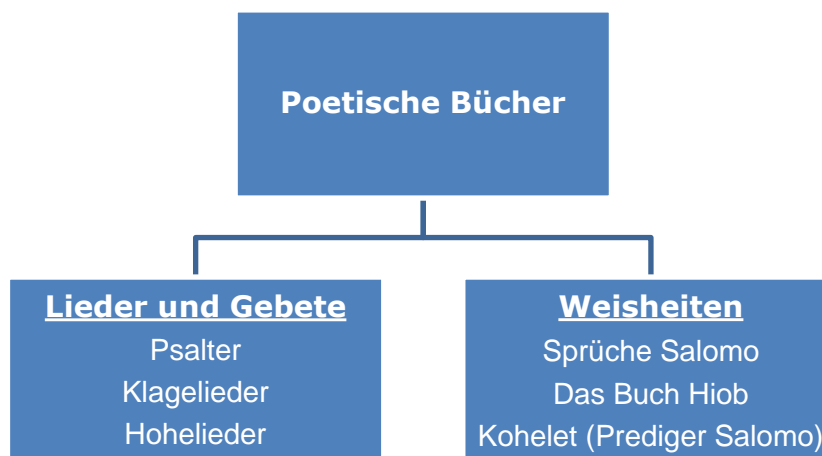 Poetische Bücher
Lieder und Gebete
Psalter
Klagelieder
Hohelieder
Weisheiten
Sprüche Salomo
Das Buch Hiob
Kohelet (Prediger Salomo)